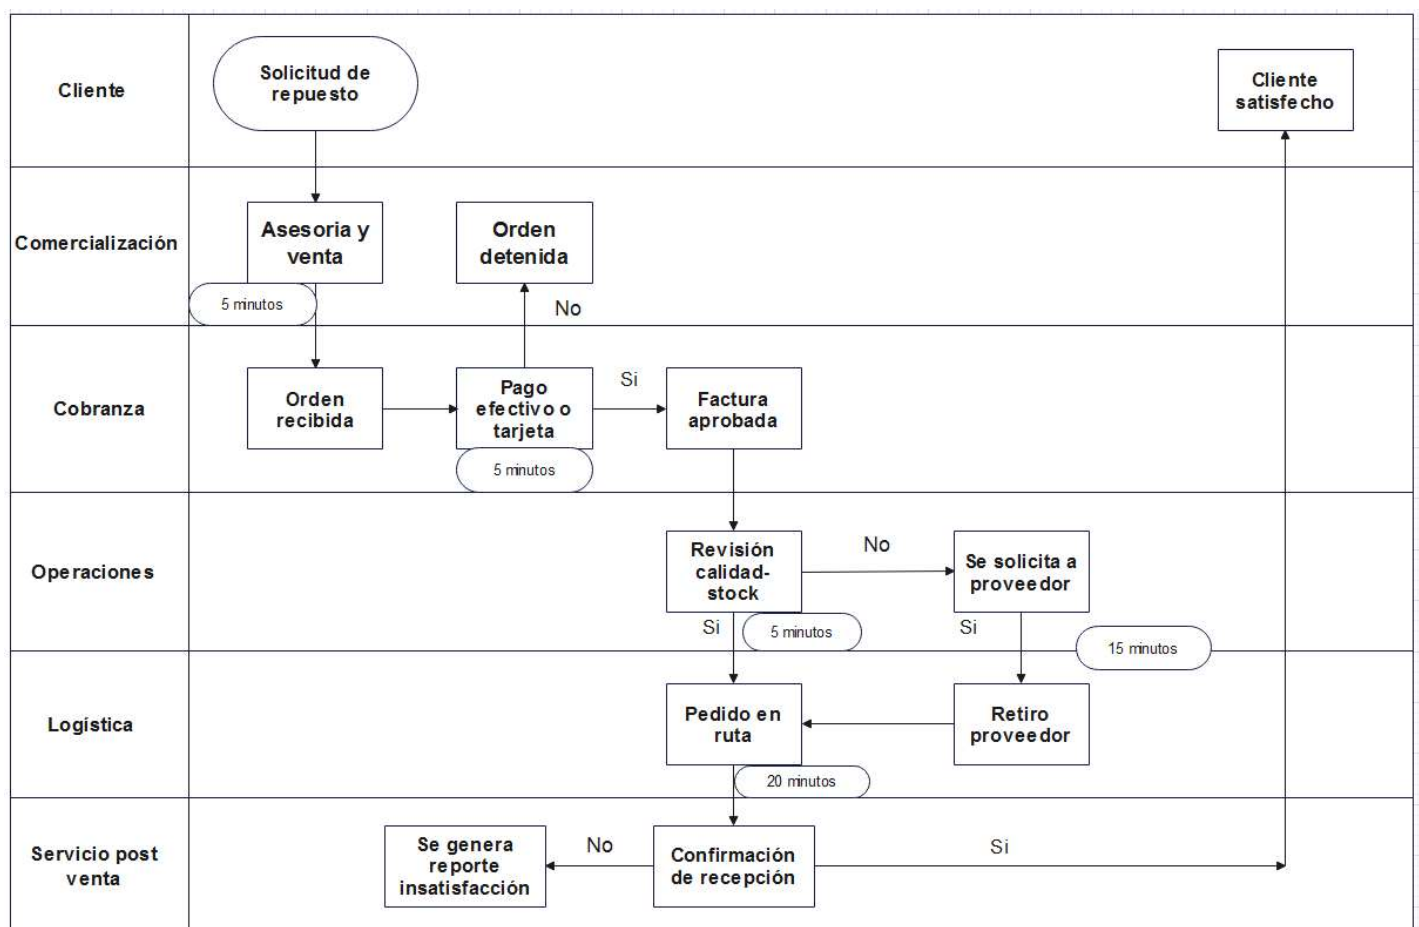 Cliente
Solicitud de
repuesto
Cliente
satisfecho
Comercialización
Asesoria y
venta
Orden
detenida
5 minutos
No
Cobranza
Orden
recibida
Pago
efectivo o
tarjeta
Si
Factura
aprobada
5 minutos
Operaciones
Revisión
calidad-
stock
No
Se solicita a
proveedor
Si
5 minutos
Si
15 minutos
Logística
Pedido en
ruta
Retiro
proveedor
20 minutos
Servicio post
venta
Se genera
reporte
insatisfacción
No
Confirmación
de recepción
Si